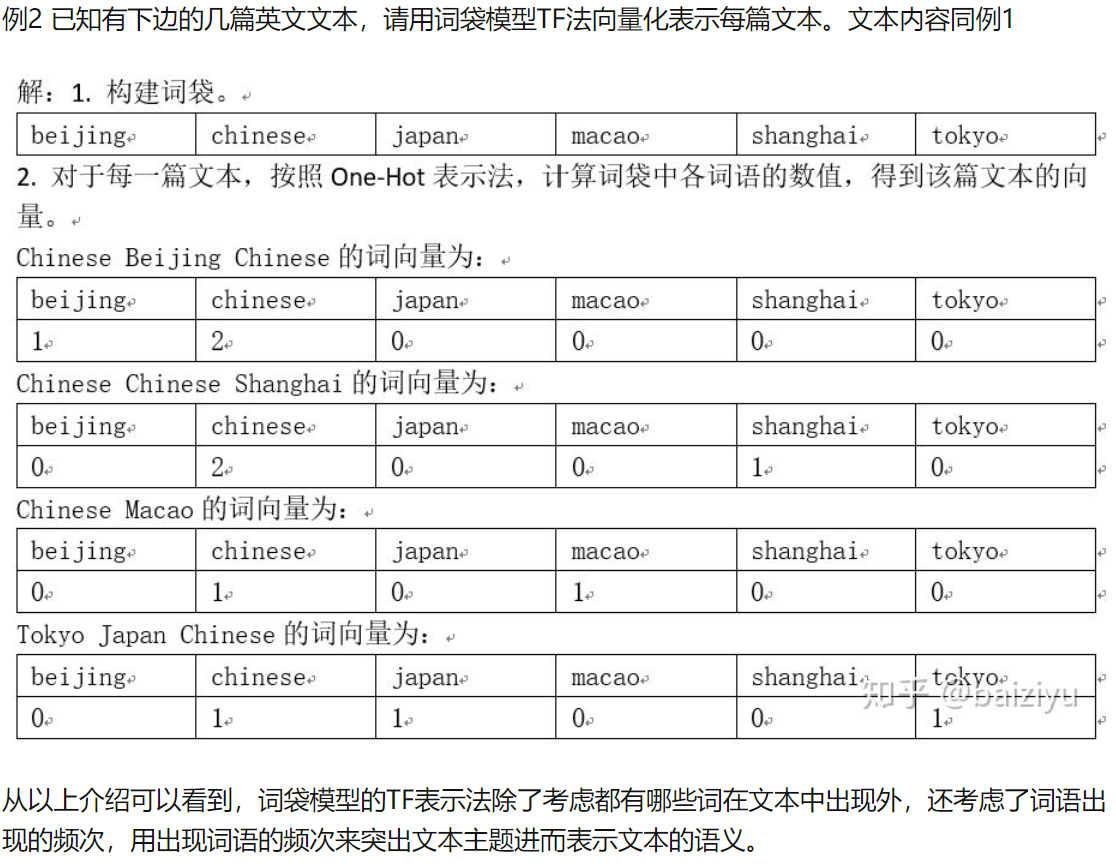 例2 已知有下边的几篇英文文本，请用词袋模型TF法向量化表示每篇文本。文本内容同例1
解：1. 构建词袋。
beijing chinese japan macao shanghai tokyo
2. 对于每一篇文本，按照 One-Hot 表示法，计算词袋中各词语的数值，得到该篇文本的向
量。
Chinese Beijing Chinese 的词向量为：
beijing chinese japan macao shanghai tokyo
1 2 0 0 0 0
Chinese Chinese Shanghai 的词向量为：
beijing chinese japan macao shanghai tokyo
0 2 0 0 1 0
Chinese Macao 的词向量为：
beijing chinese japan macao shanghai tokyo
0 1 0 1 0 0
Tokyo Japan Chinese 的词向量为：
beijing chinese japan macao shanghai tokyo
知乎 @baiziyu
0 1 1 0 0 1
从以上介绍可以看到，词袋模型的TF表示法除了考虑都有哪些词在文本中出现外，还考虑了词语出
现的频次，用出现词语的频次来突出文本主题进而表示文本的语义。